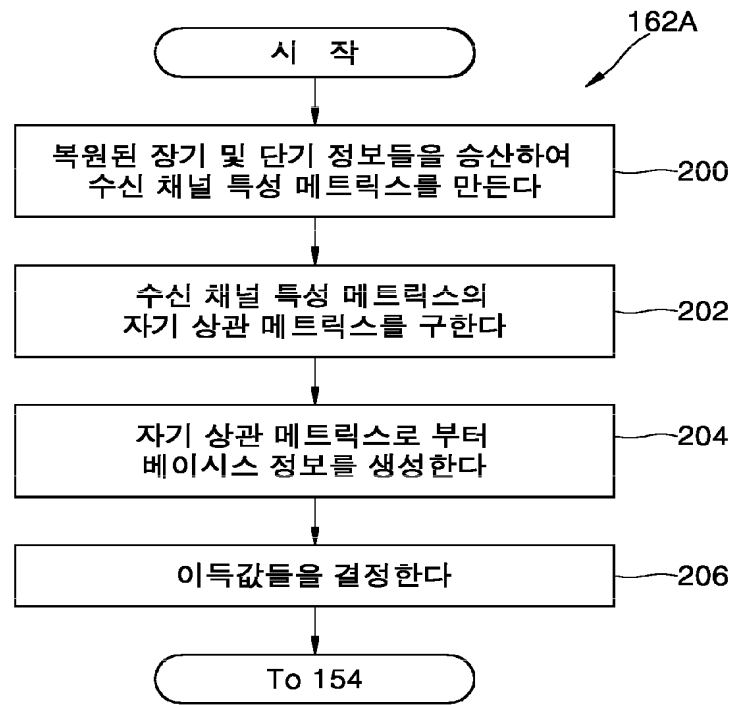 162A
시 작
복원된 장기 및 단기 정보들을 승산하여
수신 채널 특성 메트릭스를 만든다
200
수신 채널 특성 메트릭스의
자기 상관 메트릭스를 구한다
202
자기 상관 메트릭스로 부터
베이시스 정보를 생성한다
204
이득값들을 결정한다
206
To 154